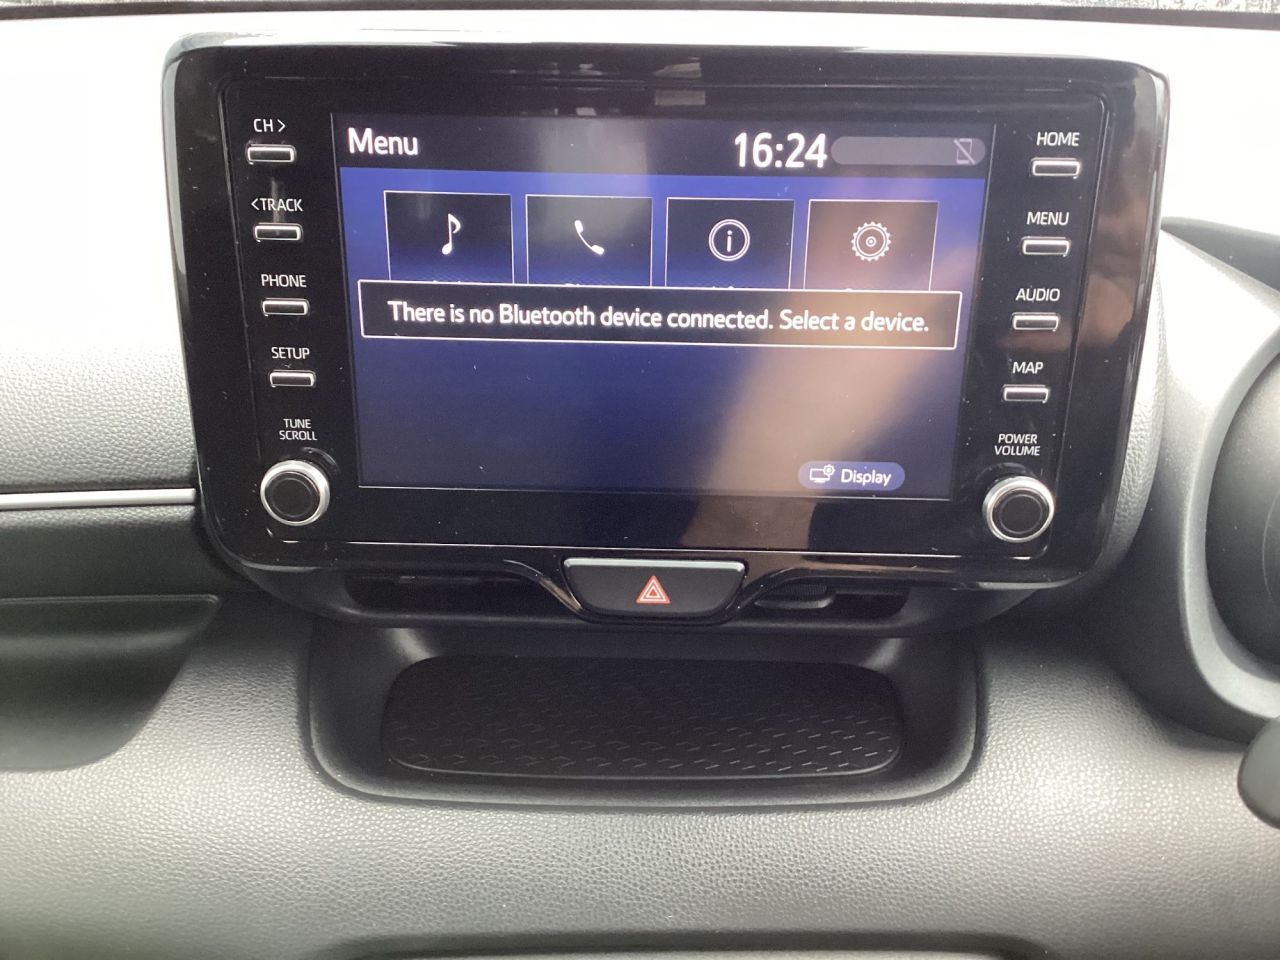 CH >
< TRACK
PHONE
SETUP
TUNE
SCROLL
Menu
16:24
There is no Bluetooth device connected. Select a device.
Display
HOME
MENU
AUDIO
MAP
POWER
VOLUME